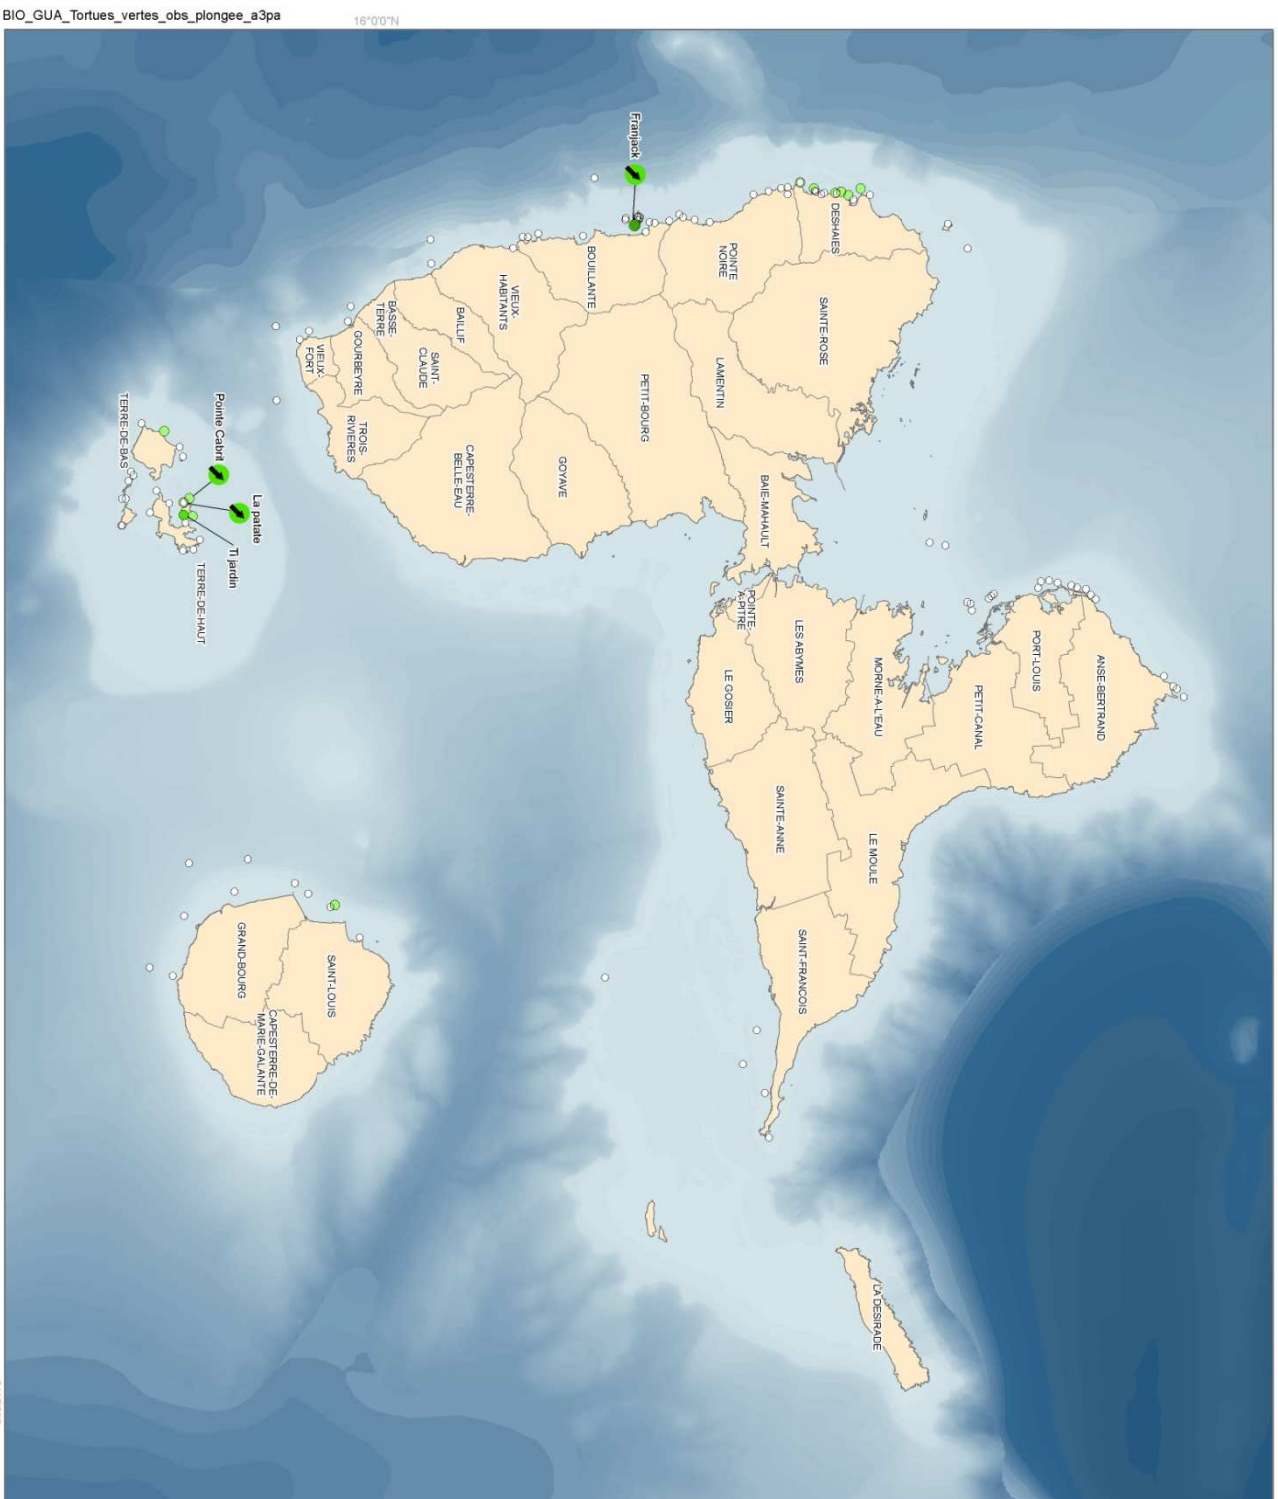 BIO_GUA_Tortues_vertes_obs_plongee_a3pa
16°0'0"N
Franjack
DESHAIES
POINTE
NOIRE
SAINTE-ROSE
BOUILLANTE
VIEUX-
HABITANTS
BAILLIF
BASSE-
TERRE
SAINT-
CLAUDE
GOURBEYRE
VIEUX-
FORT
TROIS-
RIVIERES
LAMENTIN
PETIT-BOURG
GOYAVE
CAPESTERRE-
BELLE-EAU
BAIE-MAHAULT
Pointe Cabrit
La patate
Ti jardin
TERRE-DE-BAS
TERRE-DE-HAUT
POINTE-
A-PITRE
LES ABYMES
LE GOSIER
MORNE-A-L'EAU
PORT-LOUIS
ANSE-BERTRAND
PETIT-CANAL
SAINTE-ANNE
LE MOULE
SAINT-FRANCOIS
GRAND-BOURG
SAINT-LOUIS
CAPESTERRE-DE-
MARIE-GALANTE
LA DESIRADE